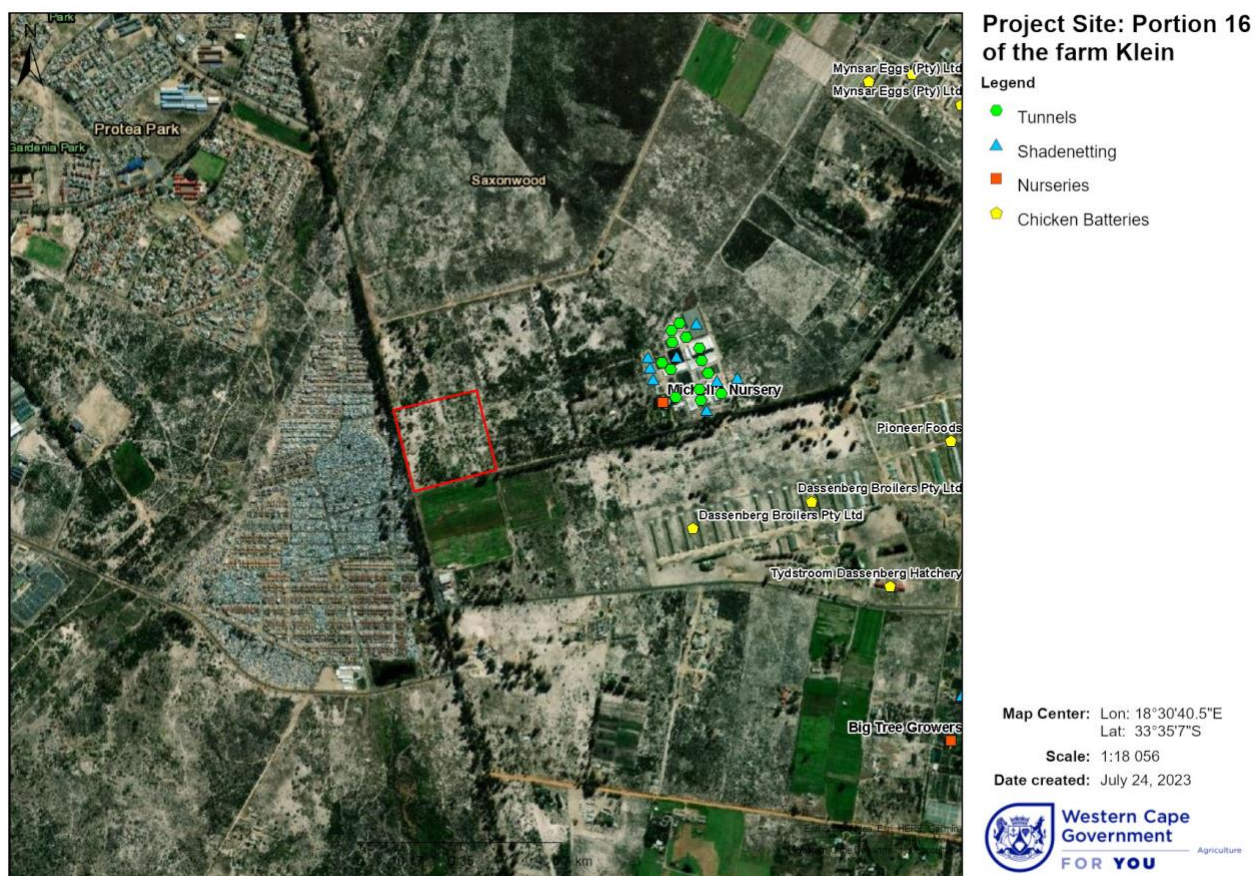 Park
N
Protea Park
Gardenia Park
Saxonwood
Mynsar Eggs (Pty) Ltd
Mynsar Eggs (Pty) Ltd
Nursery
Pioneer Foods
Dassenberg Broilers Pty Ltd
Dassenberg Broilers Pty Ltd
Tydstroom Dassenberg Hatchery
Big Tree Growers
km
Project Site: Portion 16
of the farm Klein
Legend
Tunnels
Shadenetting
Nurseries
Chicken Batteries
Map Center: Lon: 18°30'40.5"E
Lat: 33°35'7"S
Scale: 1:18 056
Date created: July 24, 2023
Western Cape
Government
Agriculture
FOR YOU